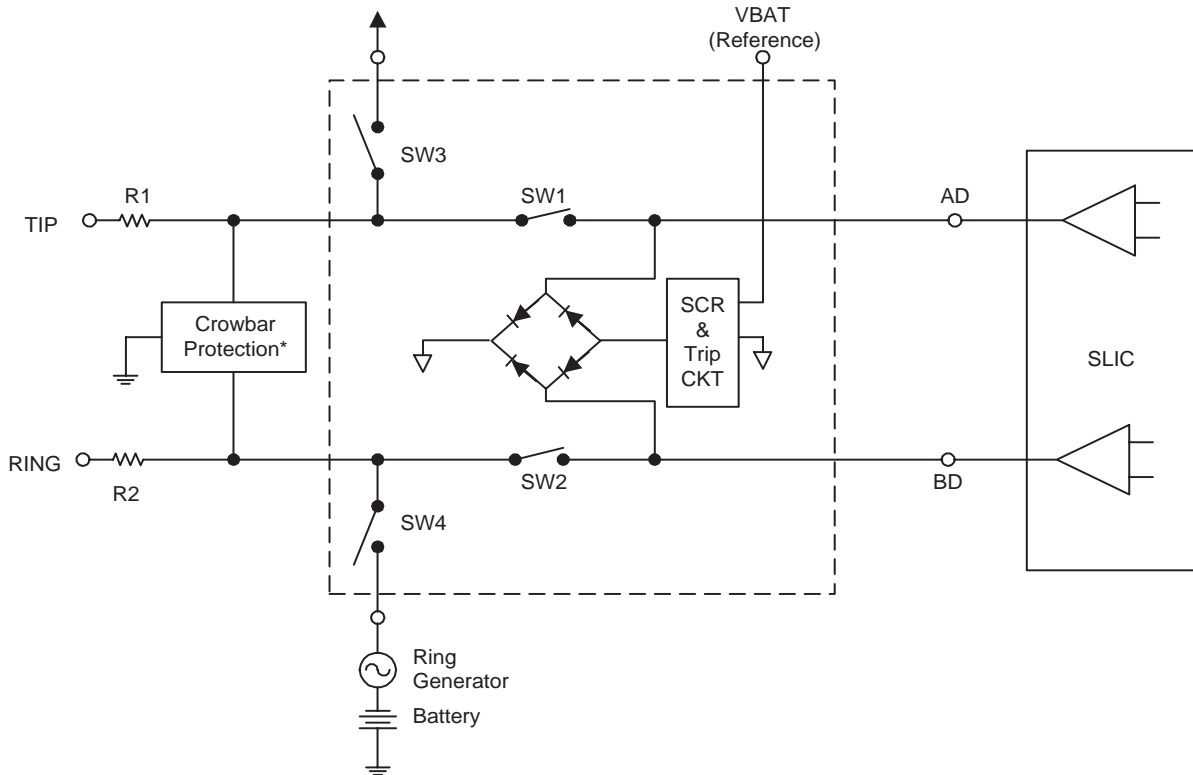 VBAT
(Reference)
SW3
R1
SW1
AD
TIP
Crowbar
Protection*
SCR
&
Trip
CKT
SLIC
RING
R2
SW2
BD
SW4
Ring
Generator
Battery